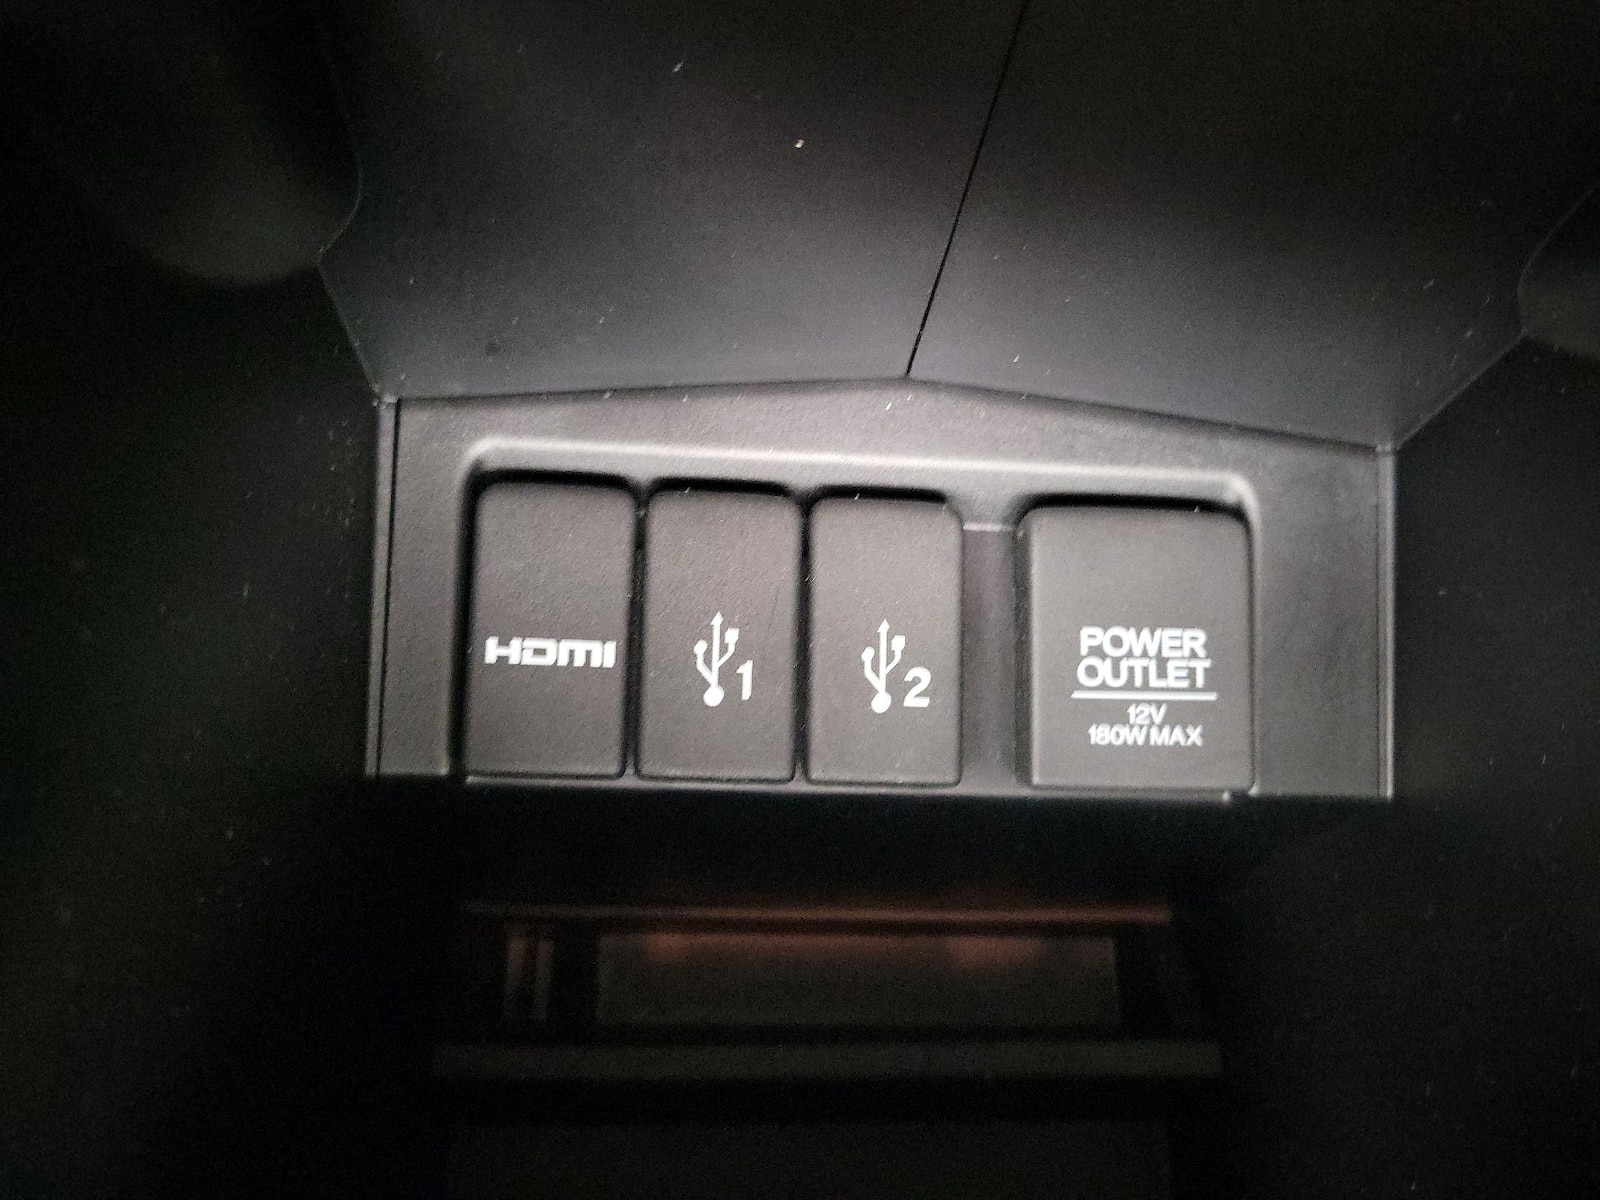 HDMI
1
2
POWER
OUTLET
12V
180W MAX